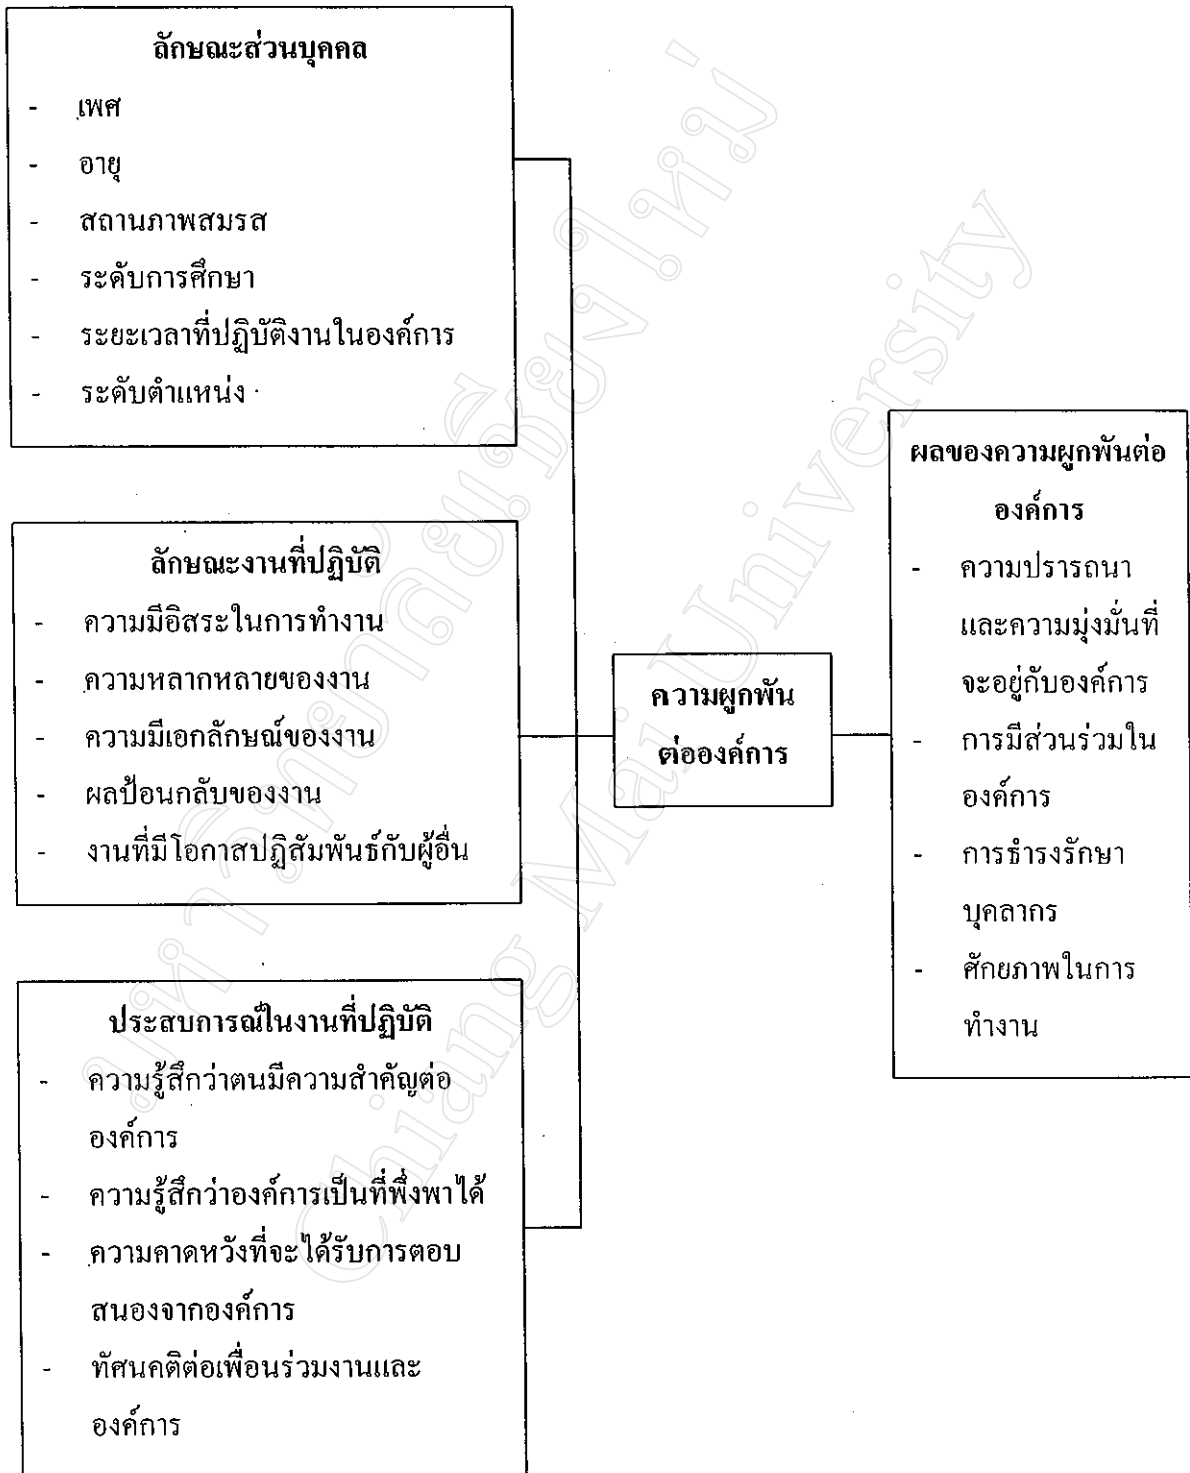 ลักษณะส่วนบุคคล
- เพศ
- อายุ
- สถานภาพสมรส
- ระดับการศึกษา
- ระยะเวลาที่ปฏิบัติงานในองค์การ
- ระดับตำแหน่ง
ลักษณะงานที่ปฏิบัติ
- ความมีอิสระในการทำงาน
- ความหลากหลายของงาน
- ความมีเอกลักษณ์ของงาน
- ผลป้อนกลับของงาน
- งานที่มีโอกาสปฏิสัมพันธ์กับผู้อื่น
ประสบการณ์ในงานที่ปฏิบัติ
- ความรู้สึกว่าตนมีความสำคัญต่อ
องค์การ
- ความรู้สึกว่าองค์การเป็นที่พึ่งพาได้
- ความคาดหวังที่จะได้รับการตอบ
สนองจากองค์การ
- ทัศนคติต่อเพื่อนร่วมงานและ
องค์การ
ความผูกพัน
ต่อองค์การ
ผลของความผูกพันต่อ
องค์การ
- ความปรารถนา
และความมุ่งมั่นที่
จะอยู่กับองค์การ
- การมีส่วนร่วมใน
องค์การ
- การธำรงรักษา
บุคลากร
- ศักยภาพในการ
ทำงาน
มหาวิทยาลัยเชียงใหม่
Chiang Mai University